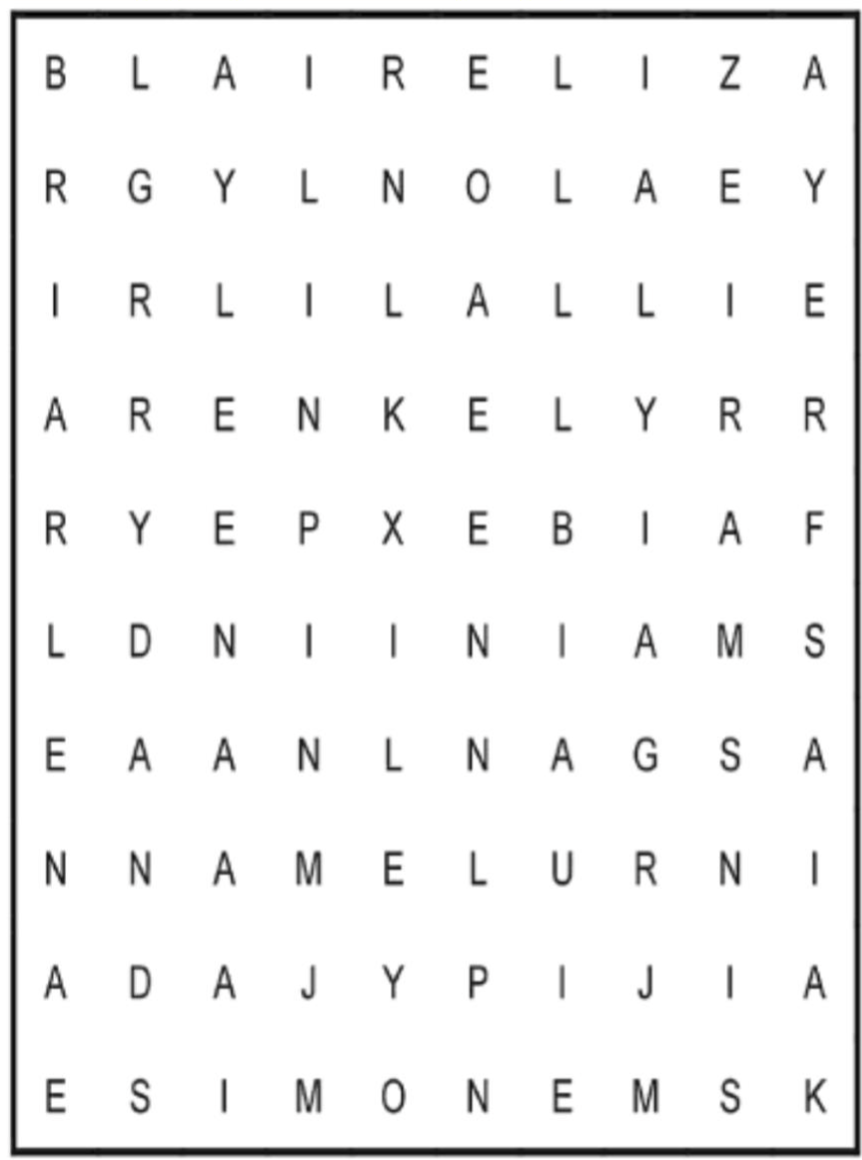 B L A I R E L I Z A
R G Y L N O L A E Y
I R L I L A L L I E
A R E N K E L Y R R
R Y E P X E B I A F
L D N I I N I A M S
E A A N L N A G S A
N N A M E L U R N I
A D A J Y P I J I A
E S I M O N E M S K